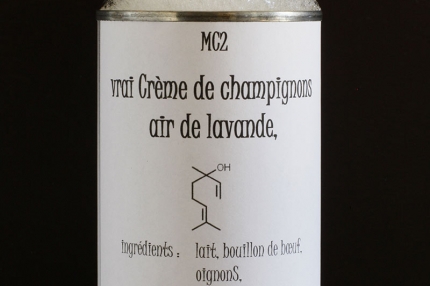 MC2
vrai Crème de champignons
air de lavande,
OH
ingrédients : lait, bouillon de bœuf.
oignonS,